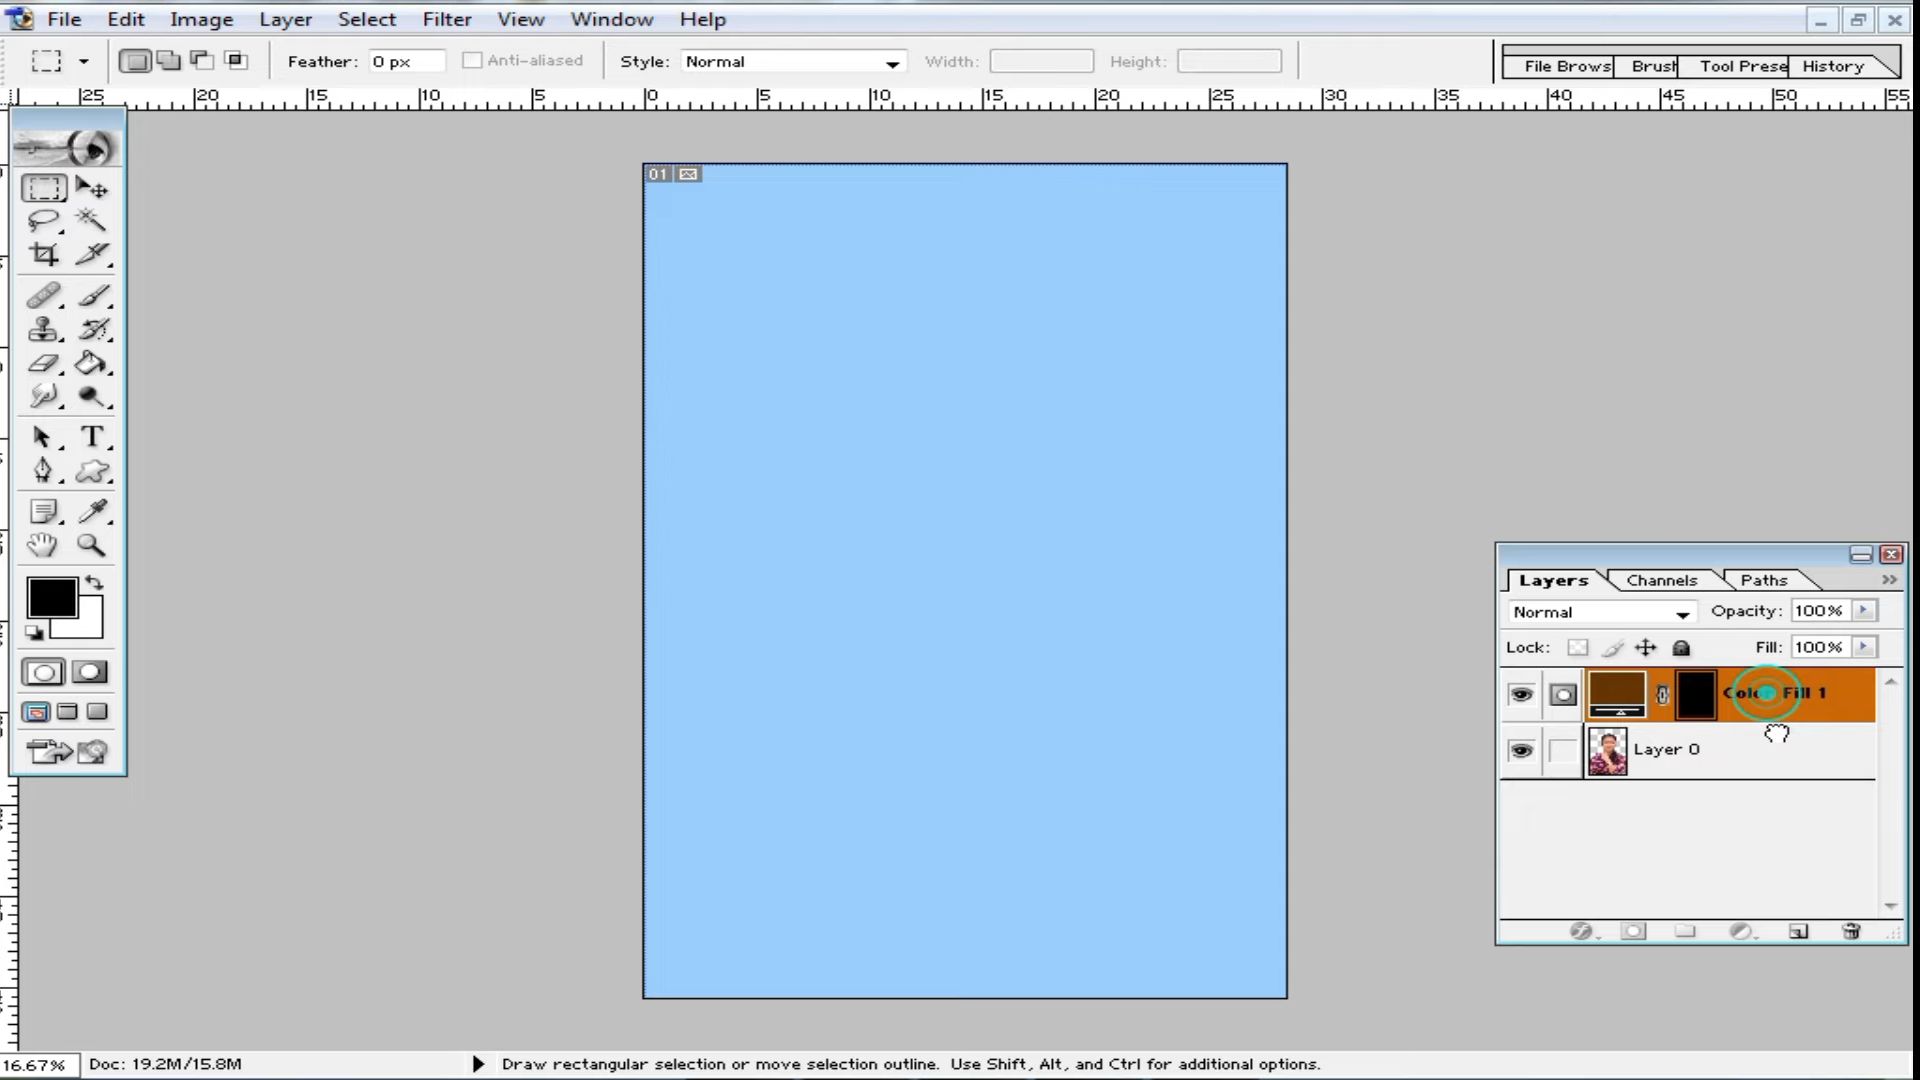 File Edit Image Layer Select Filter View Window Help
Feather: 0 px Anti-aliased Style: Normal Width: Height: File Brows Brush Tool Prese History
25 20 15 10 5 0 5 10 15 20 25 30 35 40 45 50 55
01
Layers Channels Paths
Normal Opacity: 100%
Lock: Fill: 100%
Color Fill 1
Layer 0
16.67% Doc: 19.2M/15.8M Draw rectangular selection or move selection outline. Use Shift, Alt, and Ctrl for additional options.